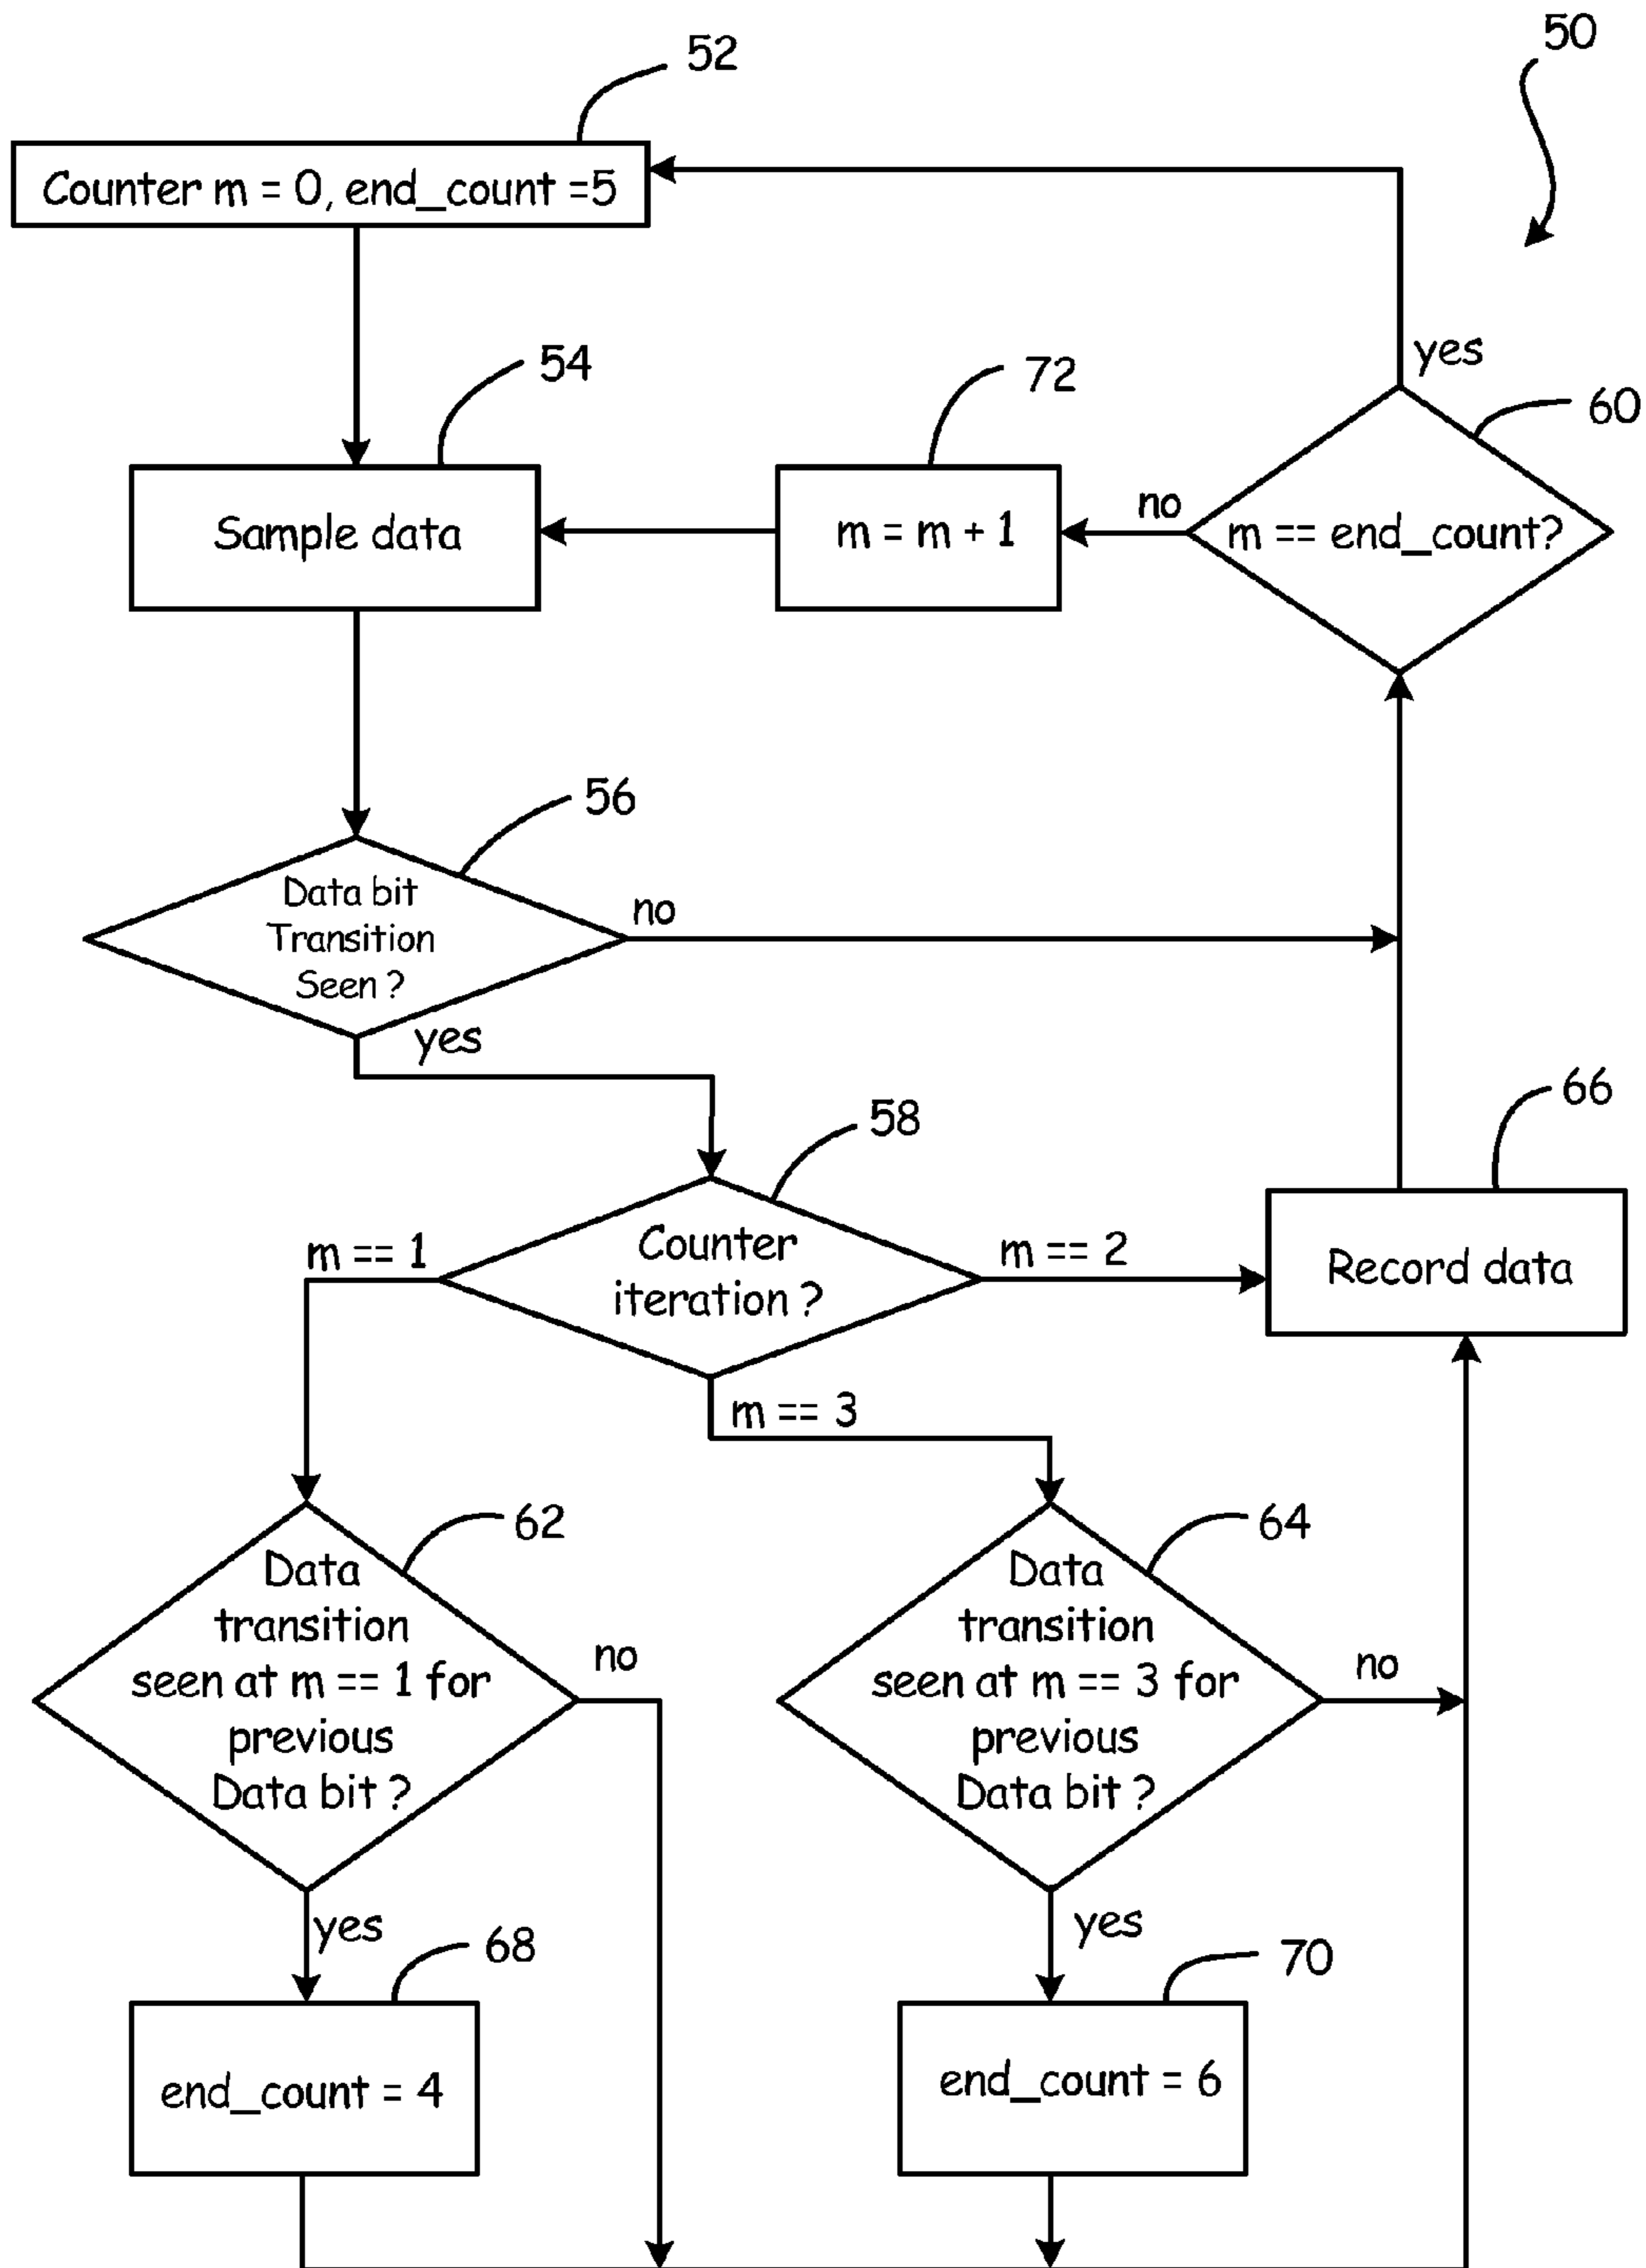 50
52
Counter m = 0, end_count =5
54
72
yes
60
Sample data
m = m + 1
no
m == end_count?
56
Data bit
Transition
Seen ?
no
yes
58
66
m == 1
Counter
iteration ?
m == 2
Record data
m == 3
62
64
Data
transition
seen at m == 1 for
previous
Data bit ?
no
Data
transition
seen at m == 3 for
previous
Data bit ?
no
yes
68
yes
70
end_count = 4
end_count = 6